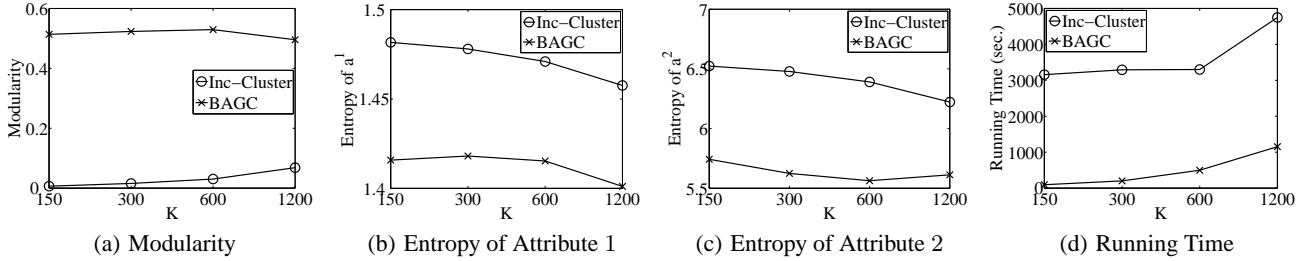 0.6
0.4
0.2
0
Modularity
Inc−Cluster
BAGC
150
300
600
1200
K
(a) Modularity
1.5
1.45
1.4
Entropy of a1
Inc−Cluster
BAGC
150
300
600
1200
K
(b) Entropy of Attribute 1
7
6.5
6
5.5
Entropy of a2
Inc−Cluster
BAGC
150
300
600
1200
K
(c) Entropy of Attribute 2
5000
4000
3000
2000
1000
0
Running Time (sec.)
Inc−Cluster
BAGC
150
300
600
1200
K
(d) Running Time